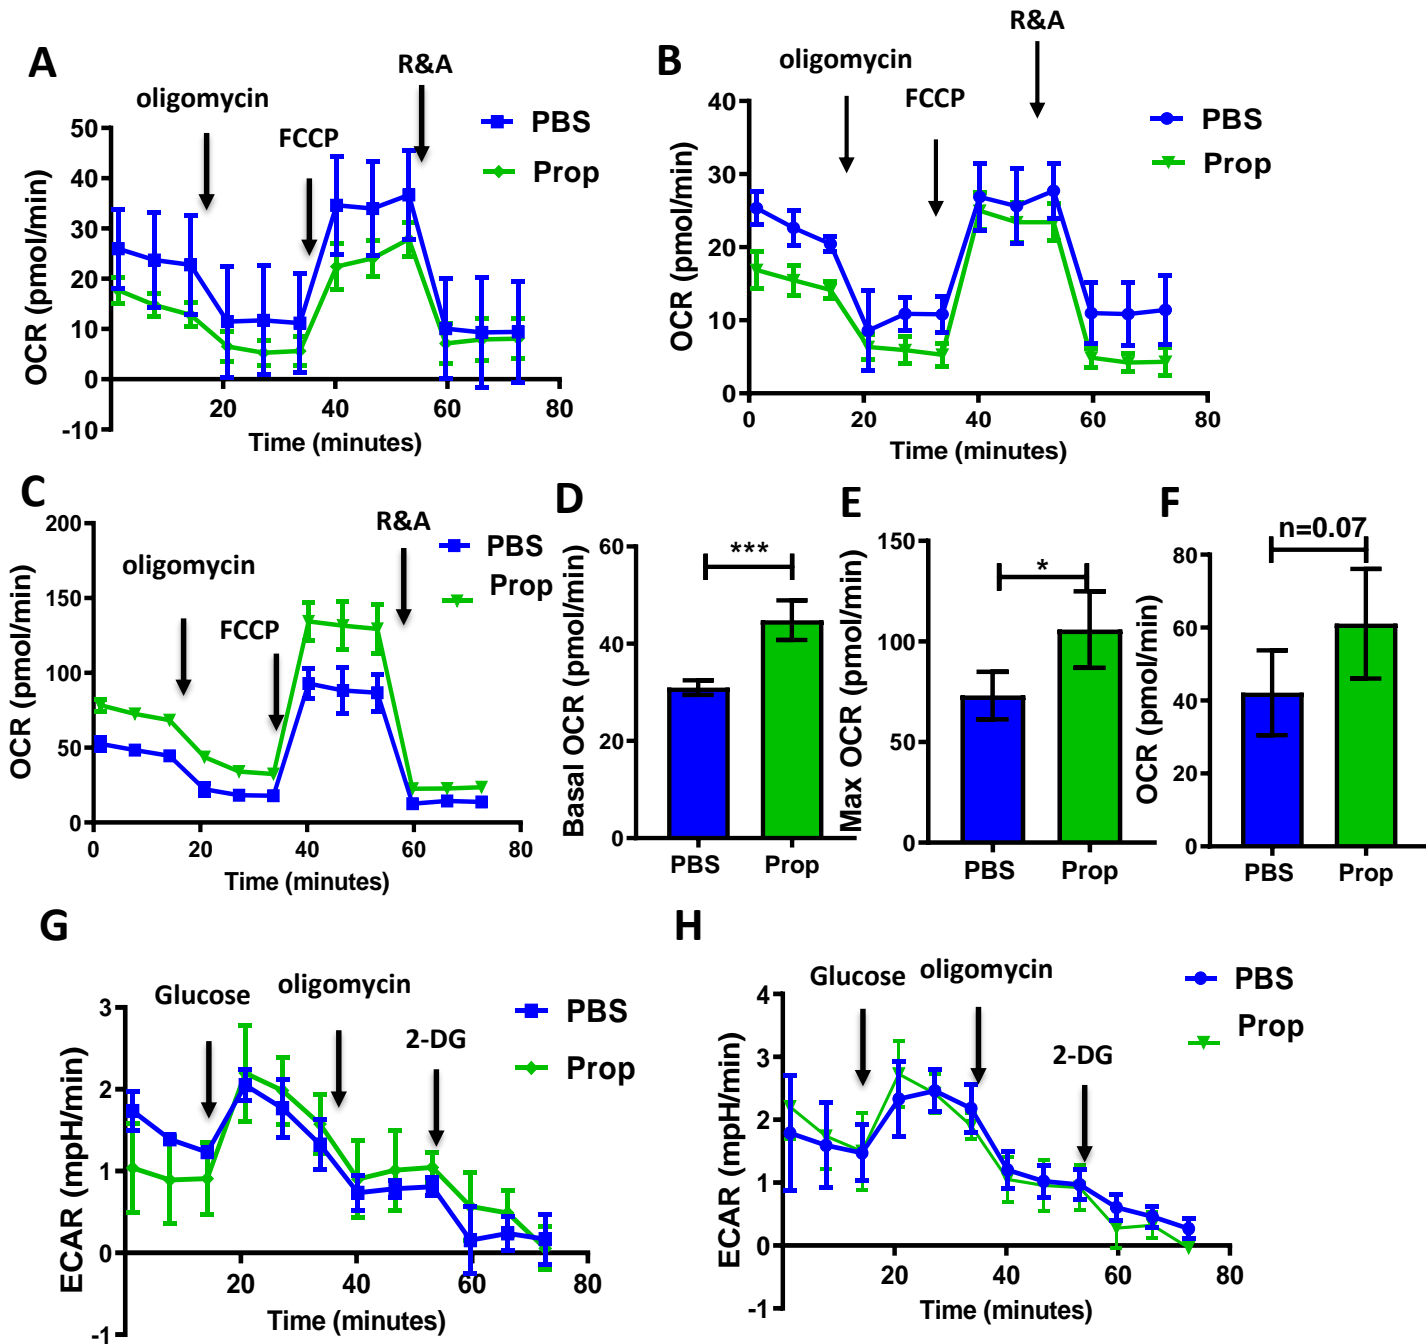 A
oligomycin
FCCP
R&A
PBS
Prop
OCR (pmol/min)
50
40
30
20
10
0
-10
20
40
60
80
Time (minutes)
B
oligomycin
FCCP
R&A
PBS
Prop
OCR (pmol/min)
40
30
20
10
0
0
20
40
60
80
Time (minutes)
C
oligomycin
FCCP
R&A
PBS
Prop
OCR (pmol/min)
200
150
100
50
0
0
20
40
60
80
Time (minutes)
D
***
Basal OCR (pmol/min)
60
40
20
0
PBS
Prop
E
*
Max OCR (pmol/min)
150
100
50
0
PBS
Prop
F
n=0.07
OCR (pmol/min)
80
60
40
20
0
PBS
Prop
G
Glucose
oligomycin
2-DG
PBS
Prop
ECAR (mpH/min)
3
2
1
0
-1
20
40
60
80
Time (minutes)
H
Glucose
oligomycin
2-DG
PBS
Prop
ECAR (mpH/min)
4
3
2
1
0
-1
20
40
60
80
Time (minutes)